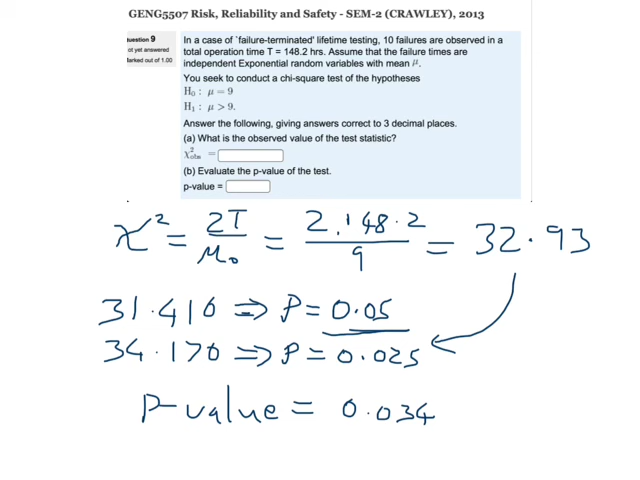 GENG5507 Risk, Reliability and Safety - SEM-2 (CRAWLEY), 2013
uestion 9
ot yet answered
arked out of 1.00
In a case of `failure-terminated' lifetime testing, 10 failures are observed in a
total operation time T = 148.2 hrs. Assume that the failure times are
independent Exponential random variables with mean μ.
You seek to conduct a chi-square test of the hypotheses
H₀ : μ = 9
H₁ : μ > 9.
Answer the following, giving answers correct to 3 decimal places.
(a) What is the observed value of the test statistic?
χ²obs =
(b) Evaluate the p-value of the test.
p-value =
χ² = 2T/μ₀ = 2.148.2/9 = 32.93
31.410 ⇒ P = 0.05
34.170 ⇒ P = 0.025
P-value = 0.034